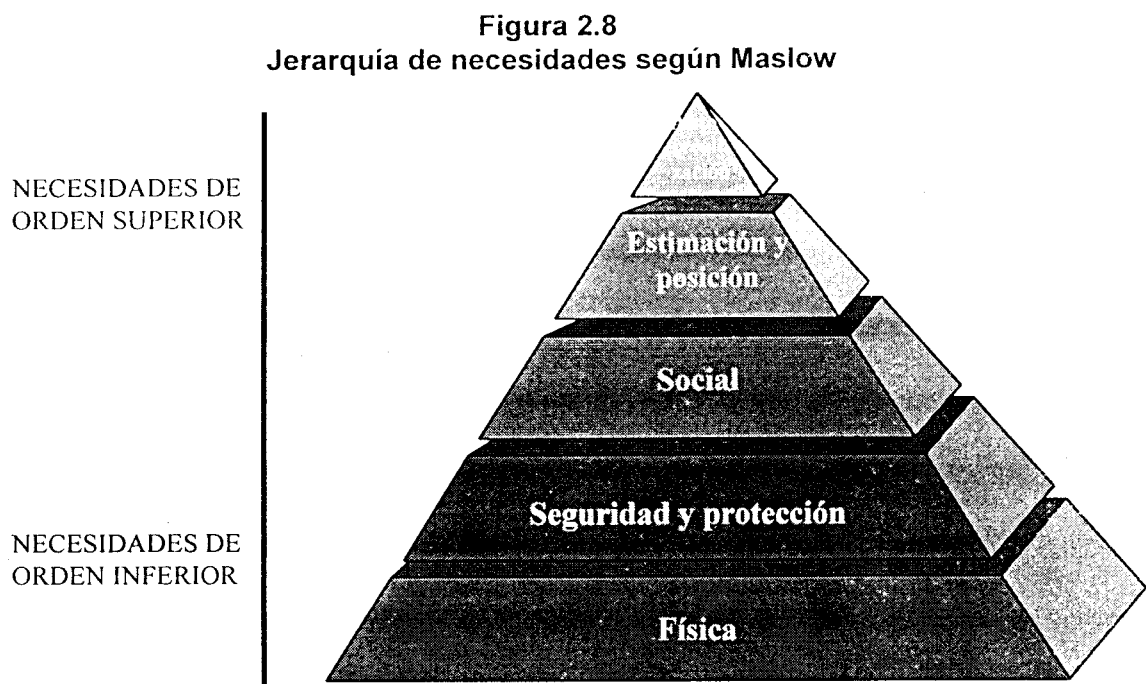 Figura 2.8
Jerarquía de necesidades según Maslow
NECESIDADES DE
ORDEN SUPERIOR
Estimación y
posición
Social
Seguridad y protección
NECESIDADES DE
ORDEN INFERIOR
Física